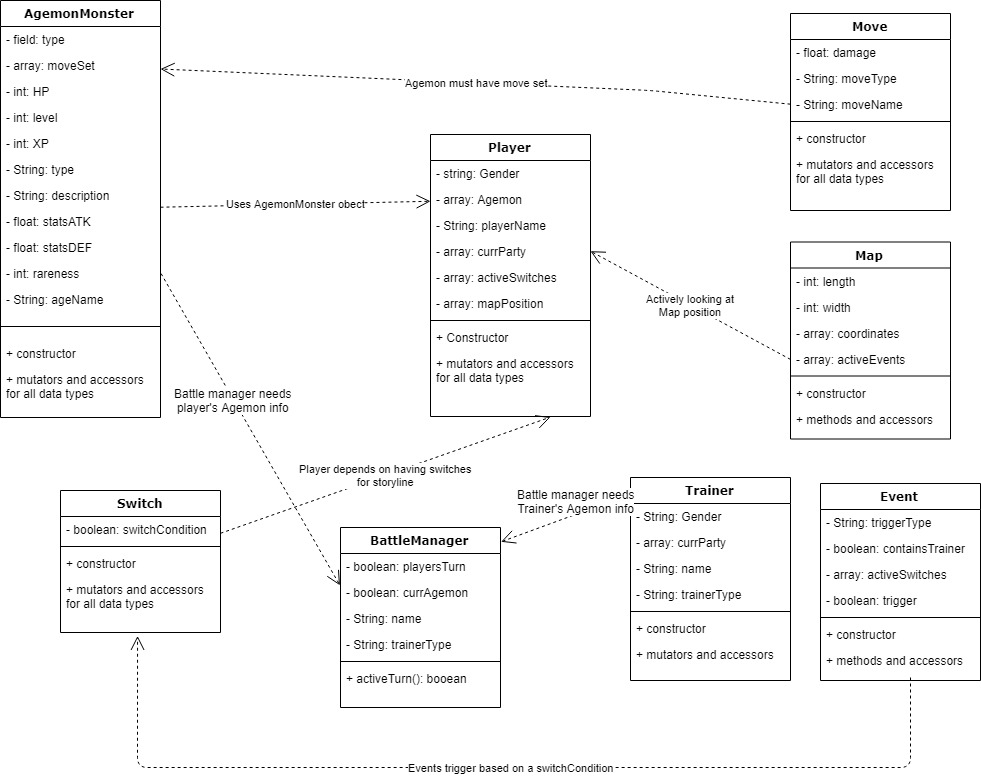 AgemonMonster
- field: type
- array: moveSet
- int: HP
- int: level
- int: XP
- String: type
- String: description
- float: statsATK
- float: statsDEF
- int: rareness
- String: ageName
+ constructor
+ mutators and accessors
for all data types
Move
- float: damage
- String: moveType
- String: moveName
+ constructor
+ mutators and accessors
for all data types
Agemon must have move set
Player
- string: Gender
- array: Agemon
- String: playerName
- array: currParty
- array: activeSwitches
- array: mapPosition
+ Constructor
+ mutators and accessors
for all data types
Uses AgemonMonster obect
Map
- int: length
- int: width
- array: coordinates
- array: activeEvents
+ constructor
+ methods and accessors
Actively looking at
Map position
Battle manager needs
player's Agemon info
Player depends on having switches
for storyline
Switch
- boolean: switchCondition
+ constructor
+ mutators and accessors
for all data types
BattleManager
- boolean: playersTurn
- boolean: currAgemon
- String: name
- String: trainerType
+ activeTurn(): booean
Battle manager needs
Trainer's Agemon info
Trainer
- String: Gender
- array: currParty
- String: name
- String: trainerType
+ constructor
+ mutators and accessors
Event
- String: triggerType
- boolean: containsTrainer
- array: activeSwitches
- boolean: trigger
+ constructor
+ methods and accessors
Events trigger based on a switchCondition